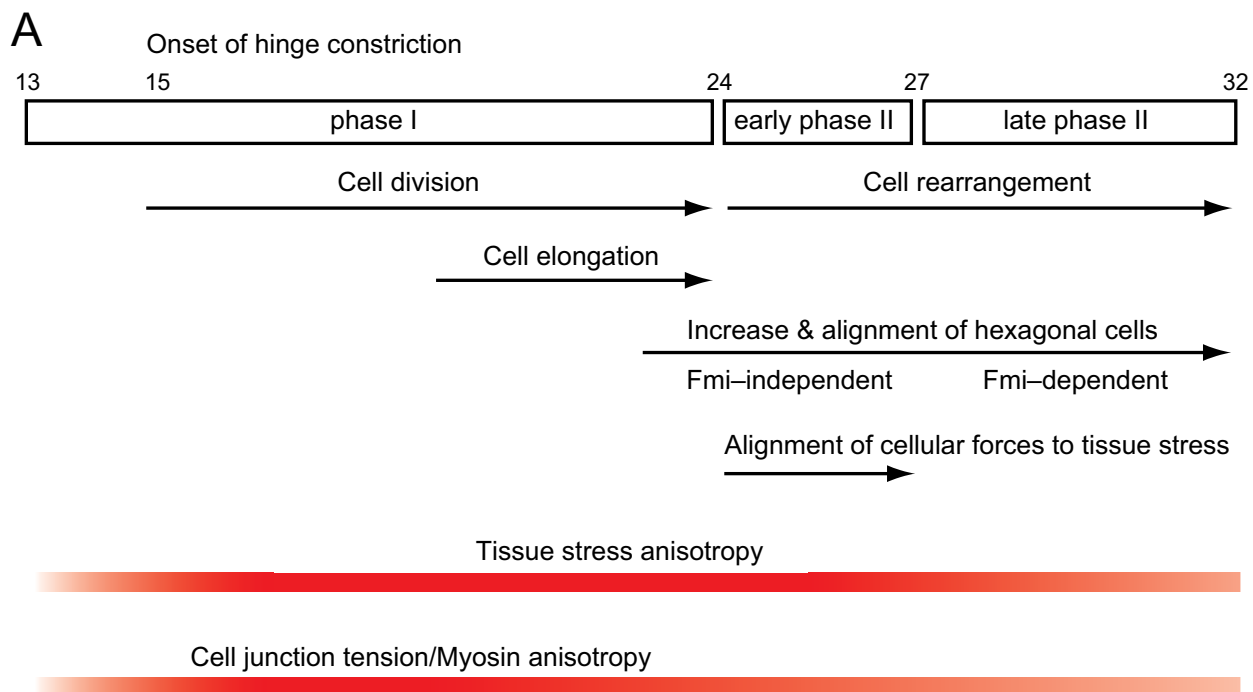 A
Onset of hinge constriction
13 15 24 27 32
phase I early phase II late phase II
Cell division Cell rearrangement
Cell elongation
Increase & alignment of hexagonal cells
Fmi–independent Fmi–dependent
Alignment of cellular forces to tissue stress
Tissue stress anisotropy
Cell junction tension/Myosin anisotropy